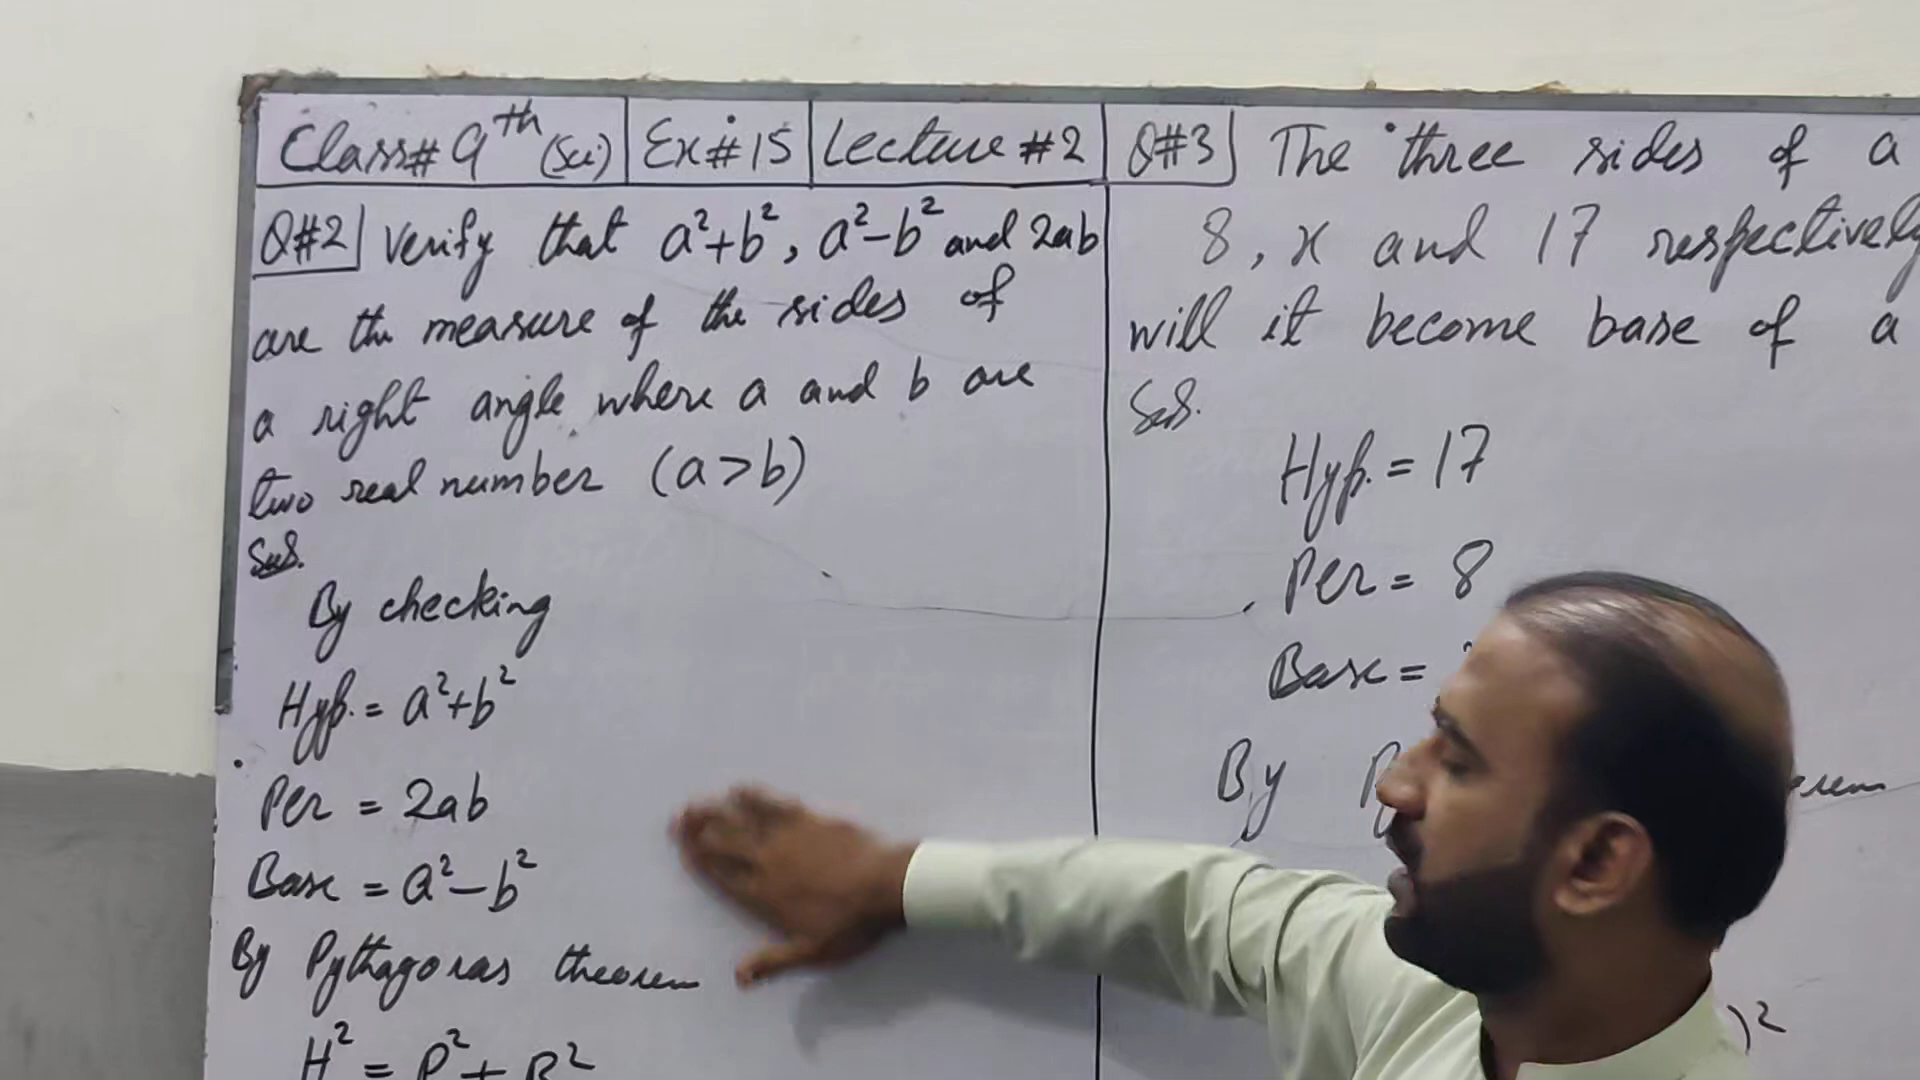 Class# 9th (Sci) Ex#15 Lecture #2
Q#2 Verify that a²+b², a²-b² and 2ab
are the measure of the sides of
a right angle where a and b are
two real number (a>b)
Sol.
By checking
Hyp. = a²+b²
Per = 2ab
Base = a²-b²
By Pythagoras theorem
H² = P² + B²
Q#3 The three sides of a
8, x and 17 respectively
will it become base of a
Sol.
Hyp. = 17
Per = 8
Base =
By
)²